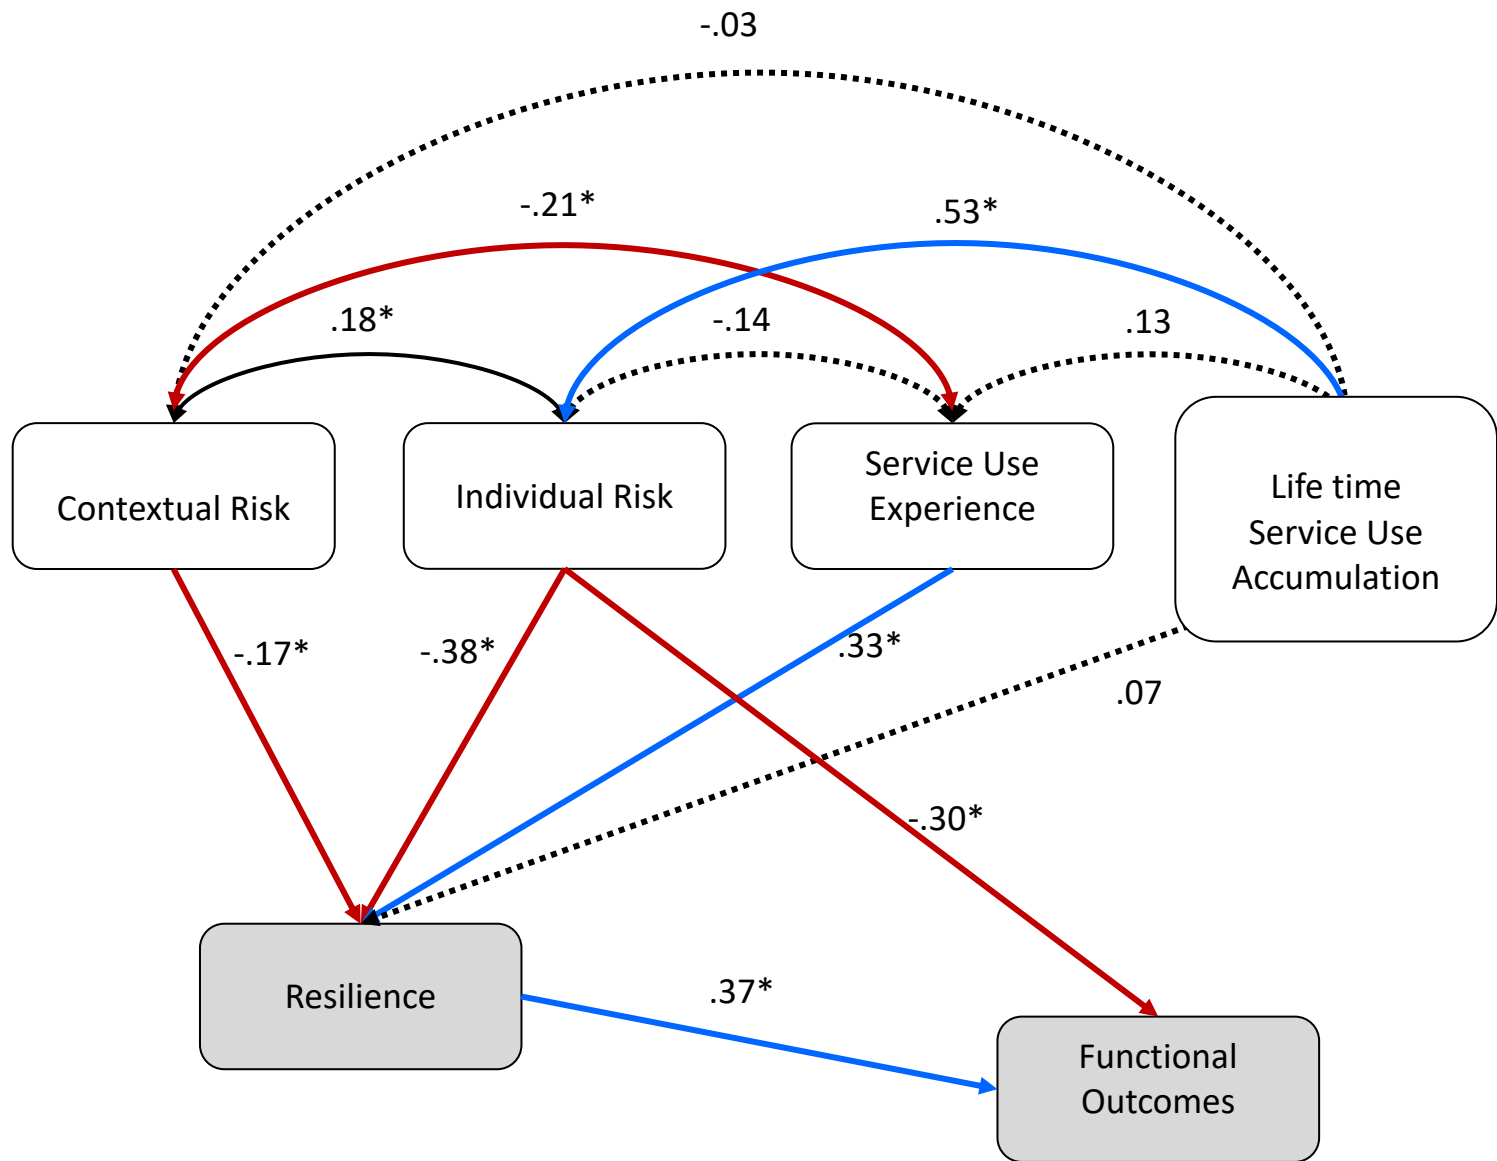 -.03
-.21*
.53*
.18*
-.14
.13
Contextual Risk
Individual Risk
Service Use
Experience
Life time
Service Use
Accumulation
-.17*
-.38*
.33*
.07
-.30*
Resilience
.37*
Functional
Outcomes